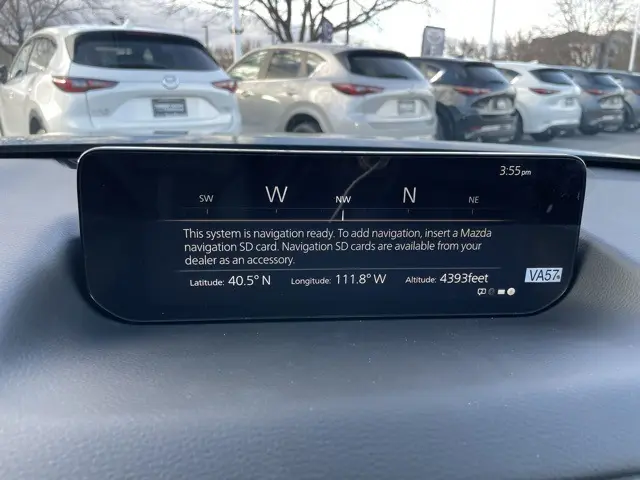 3:55pm
SW W NW N NE
This system is navigation ready. To add navigation, insert a Mazda
navigation SD card. Navigation SD cards are available from your
dealer as an accessory.
Latitude: 40.5° N Longitude: 111.8° W Altitude: 4393feet
VA57